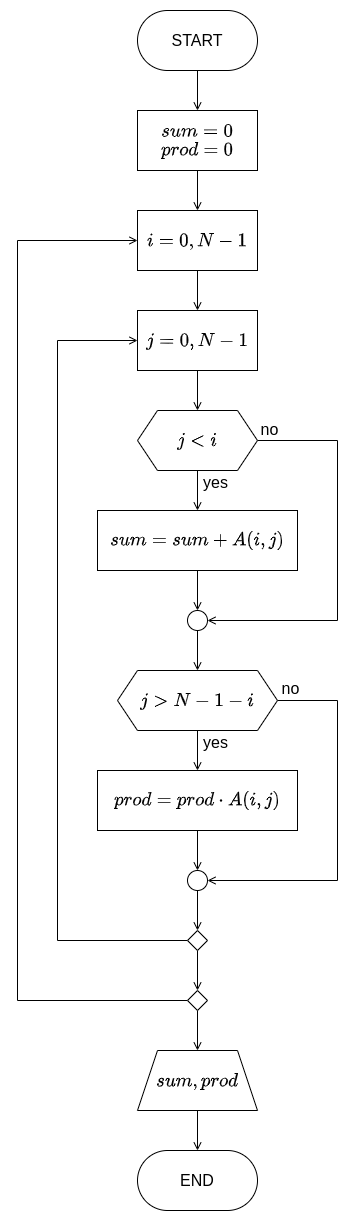 START
sum = 0
prod = 0
i = 0, N − 1
j = 0, N − 1
j < i
no
yes
sum = sum + A(i, j)
j > N − 1 − i
no
yes
prod = prod · A(i, j)
sum, prod
END